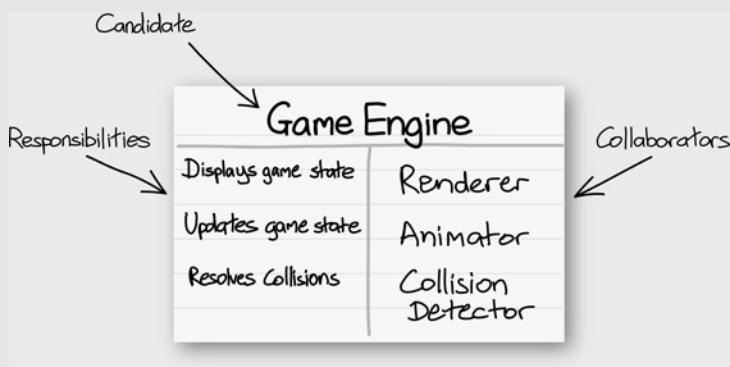 Candidate
Game Engine
Responsibilities
Collaborators
Displays game state
Renderer
Updates game state
Animator
Resolves Collisions
Collision
Detector